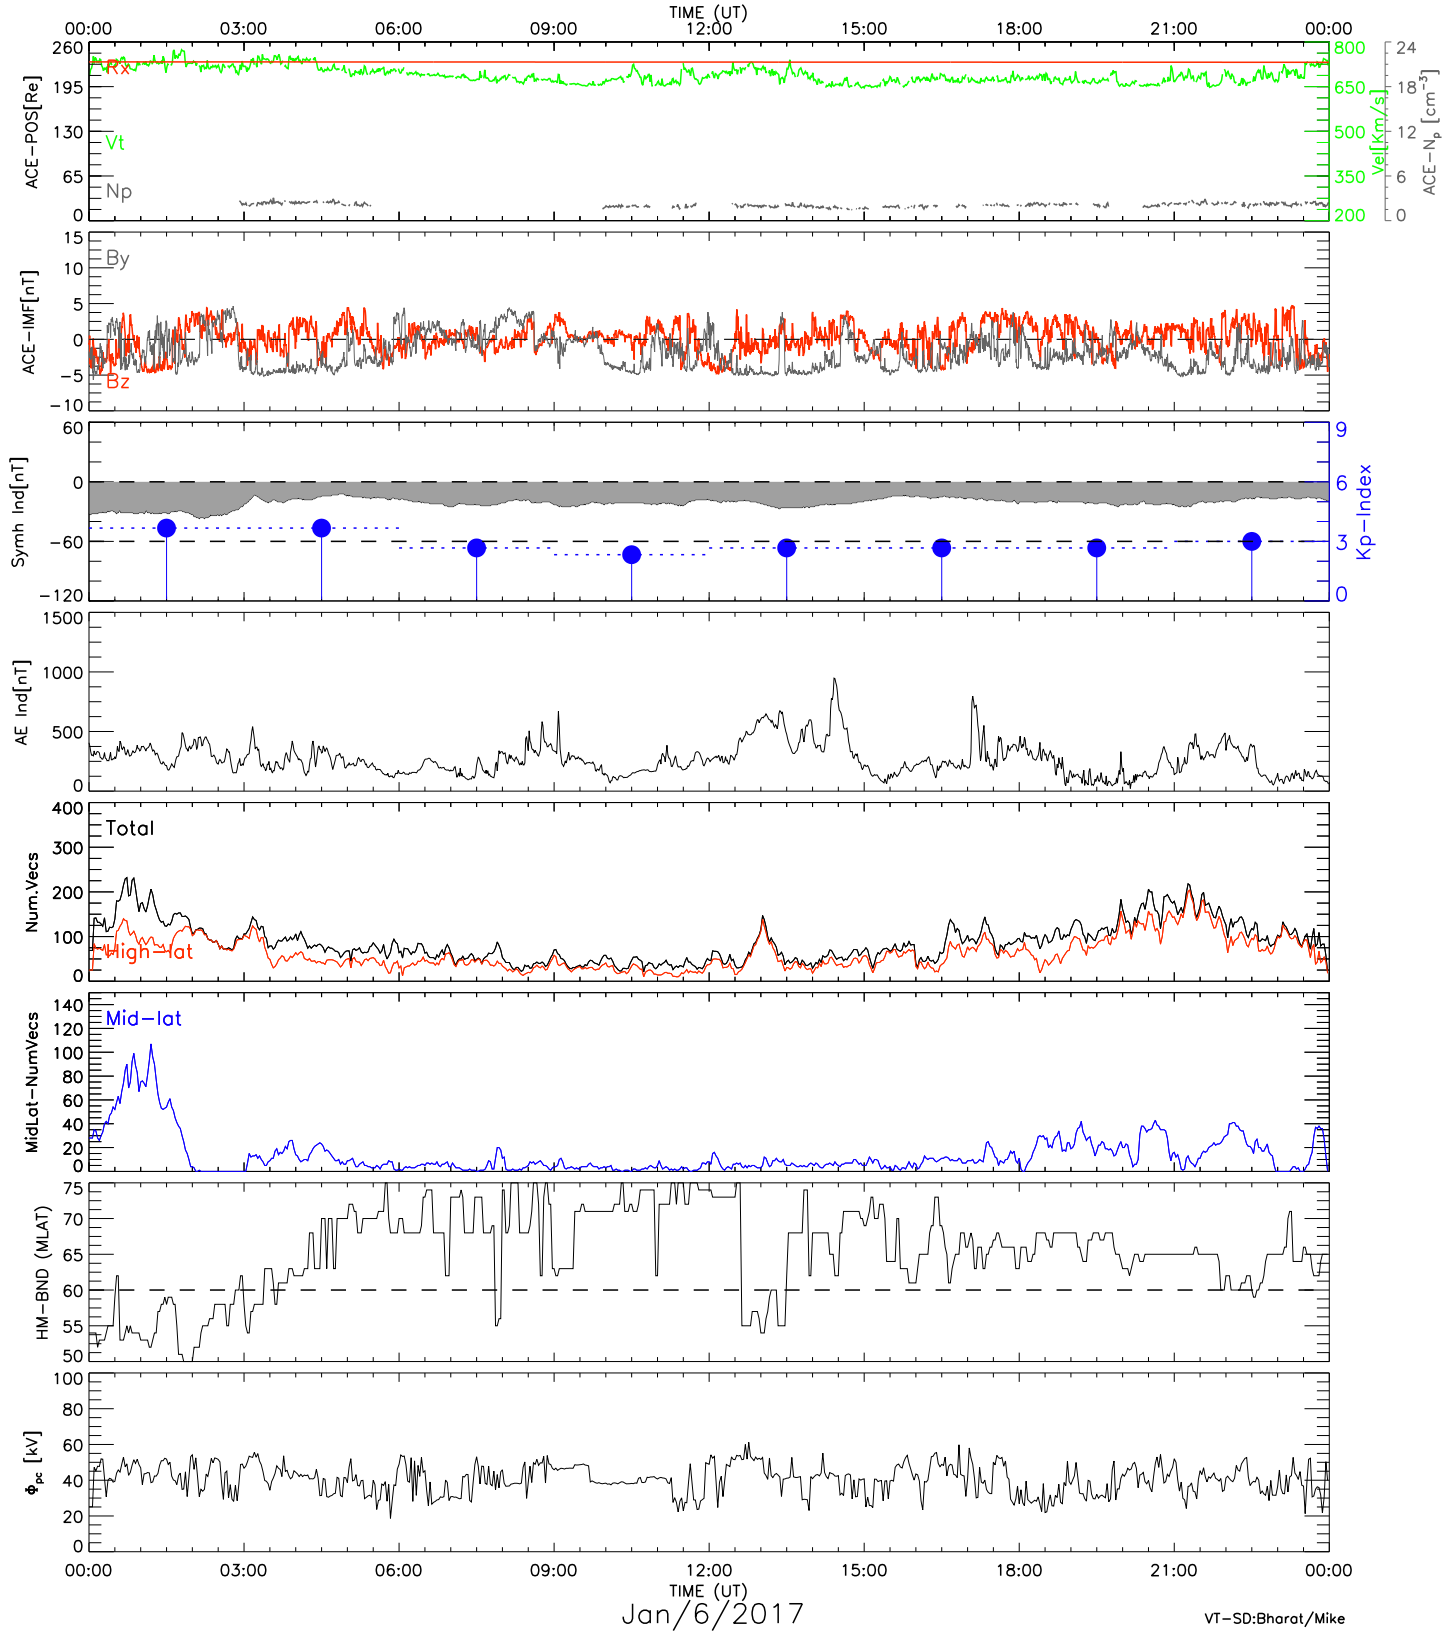 TIME (UT)
00:00 03:00 06:00 09:00 12:00 15:00 18:00 21:00 00:00
ACE-POS[Re]
260
195
130
65
0
Rx
Vt
Np
800
650
500
350
200
Vel[Km/s]
24
18
12
6
0
ACE-Np [cm-3]
ACE-IMF[nT]
15
10
5
0
-5
-10
By
Bz
Symh Ind[nT]
60
0
-60
-120
9
6
3
0
Kp-Index
AE Ind[nT]
1500
1000
500
0
Num.Vecs
400
300
200
100
0
Total
High-lat
MidLat-NumVecs
140
120
100
80
60
40
20
0
Mid-lat
HM-BND (MLAT)
75
70
65
60
55
50
Φpc [kV]
100
80
60
40
20
0
00:00 03:00 06:00 09:00 12:00 15:00 18:00 21:00 00:00
TIME (UT)
Jan/6/2017
VT-SD:Bharat/Mike